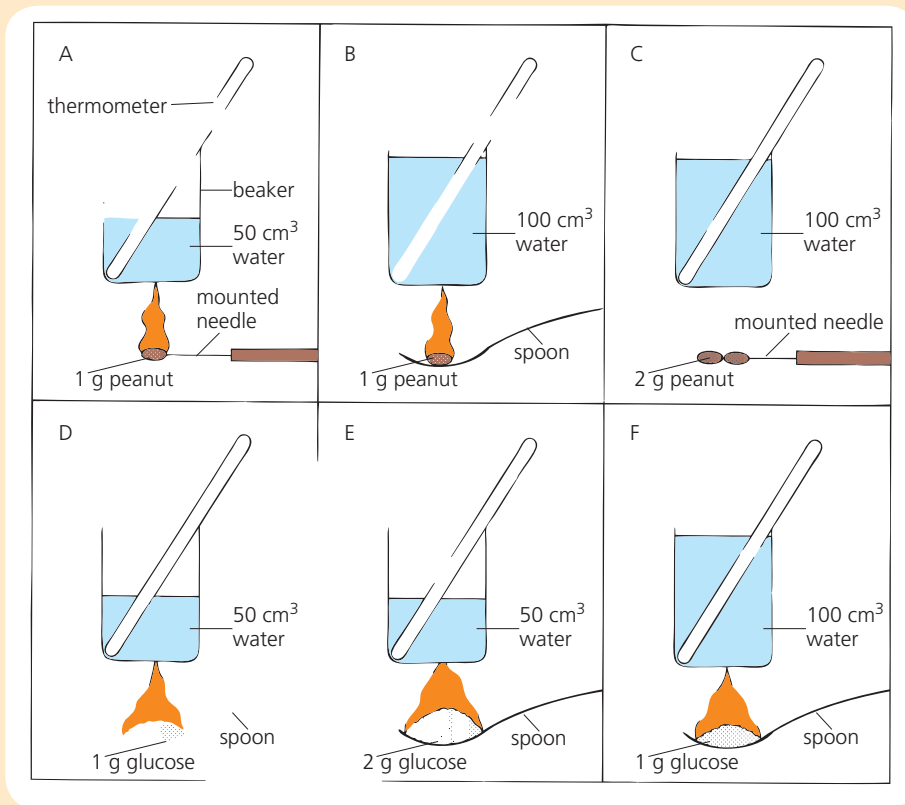 A
thermometer
beaker
50 cm³
water
mounted
needle
1 g peanut
B
100 cm³
water
spoon
1 g peanut
C
100 cm³
water
mounted needle
2 g peanut
D
50 cm³
water
spoon
1 g glucose
E
50 cm³
water
spoon
2 g glucose
F
100 cm³
water
spoon
1 g glucose